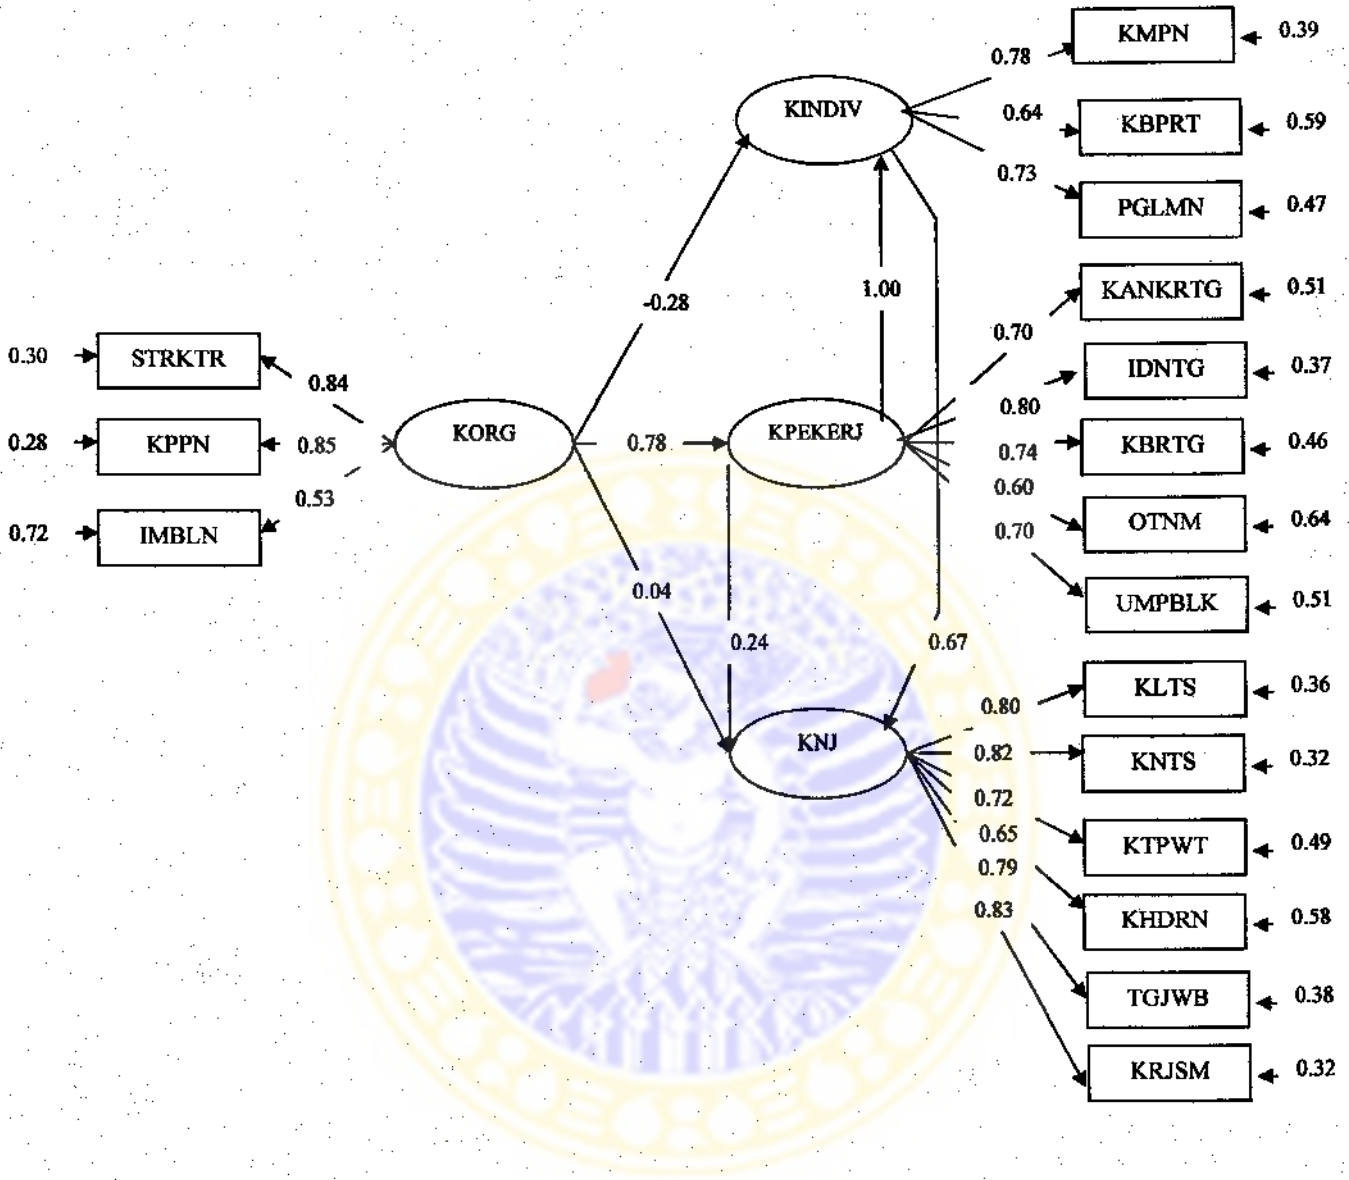 KMPN
0.39
0.78
KINDIV
0.64
KBPRT
0.59
0.73
PGLMN
0.47
-0.28
1.00
KANKRTG
0.51
0.70
0.30
STRKTR
0.84
IDNTG
0.37
0.80
0.28
KPPN
0.85
KORG
0.78
KPEKERJ
0.74
KBRTG
0.46
0.53
0.60
0.72
IMBLN
OTNM
0.64
0.70
0.04
UMPBLK
0.51
0.24
0.67
KLTS
0.36
0.80
KNJ
0.82
KNTS
0.32
0.72
0.65
KTPWT
0.49
0.79
0.83
KHDRN
0.58
TGJWB
0.38
KRJSM
0.32